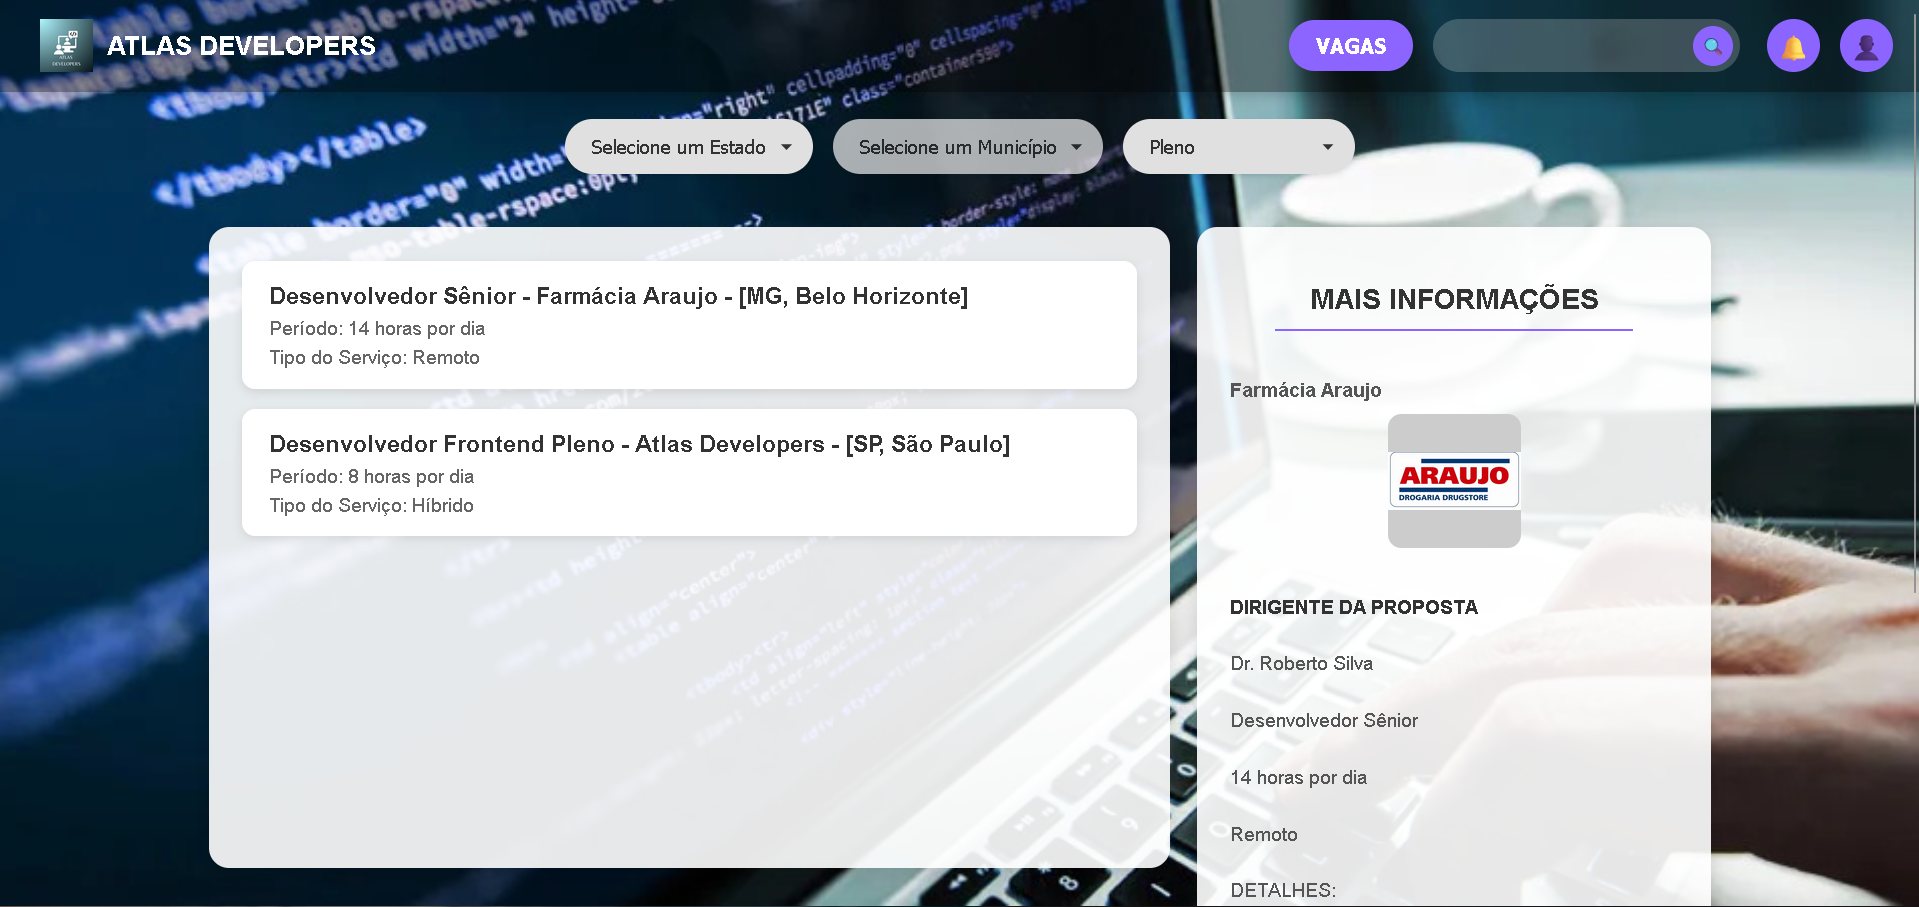 ATLAS DEVELOPERS
VAGAS
Selecione um Estado
Selecione um Município
Pleno
Desenvolvedor Sênior - Farmácia Araujo - [MG, Belo Horizonte]
Período: 14 horas por dia
Tipo do Serviço: Remoto
Desenvolvedor Frontend Pleno - Atlas Developers - [SP, São Paulo]
Período: 8 horas por dia
Tipo do Serviço: Híbrido
MAIS INFORMAÇÕES
Farmácia Araujo
ARAUJO
DROGARIA DRUGSTORE
DIRIGENTE DA PROPOSTA
Dr. Roberto Silva
Desenvolvedor Sênior
14 horas por dia
Remoto
DETALHES: